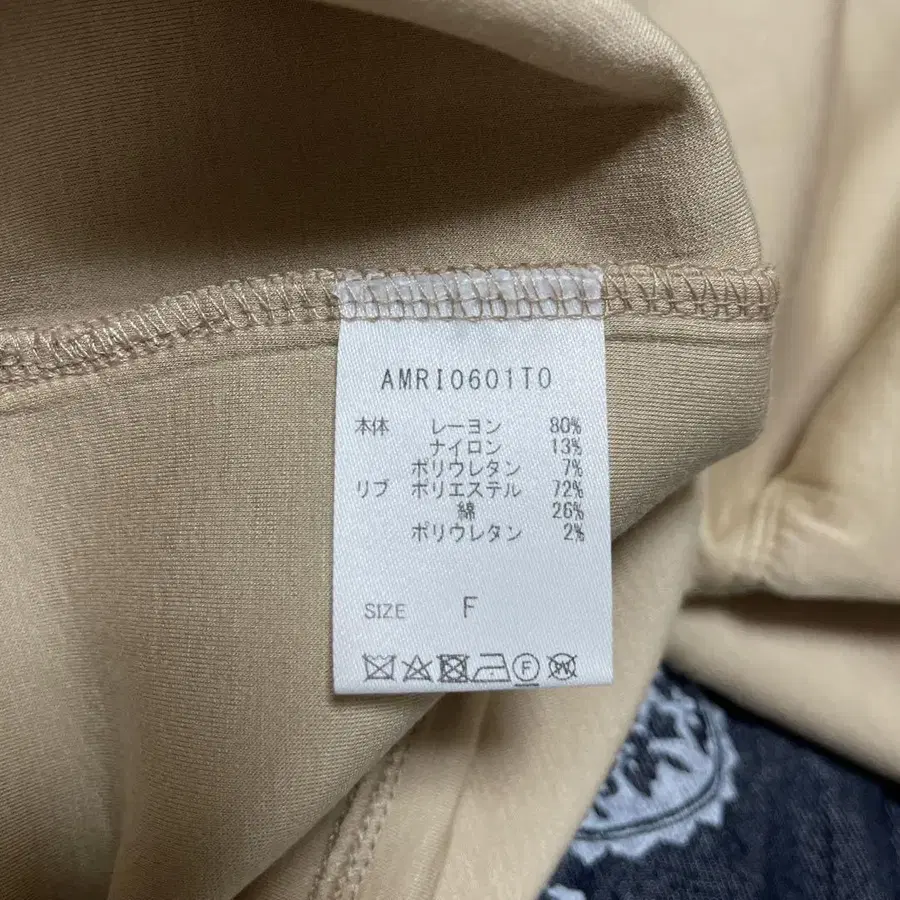 AMRI0601T0
本体 レーヨン 80%
ナイロン 13%
ポリウレタン 7%
リブ ポリエステル 72%
綿 26%
ポリウレタン 2%
SIZE F
F W